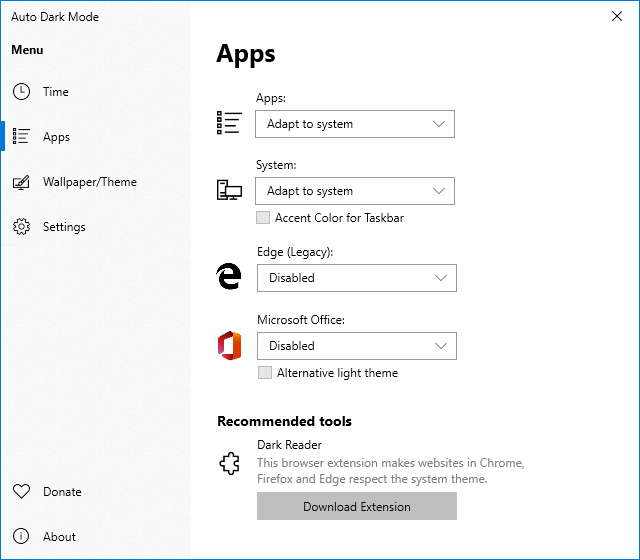 Auto Dark Mode
Menu
Time
Apps
Wallpaper/Theme
Settings
Donate
About
Apps
Apps:
Adapt to system
System:
Adapt to system
Accent Color for Taskbar
Edge (Legacy):
Disabled
Microsoft Office:
Disabled
Alternative light theme
Recommended tools
Dark Reader
This browser extension makes websites in Chrome,
Firefox and Edge respect the system theme.
Download Extension